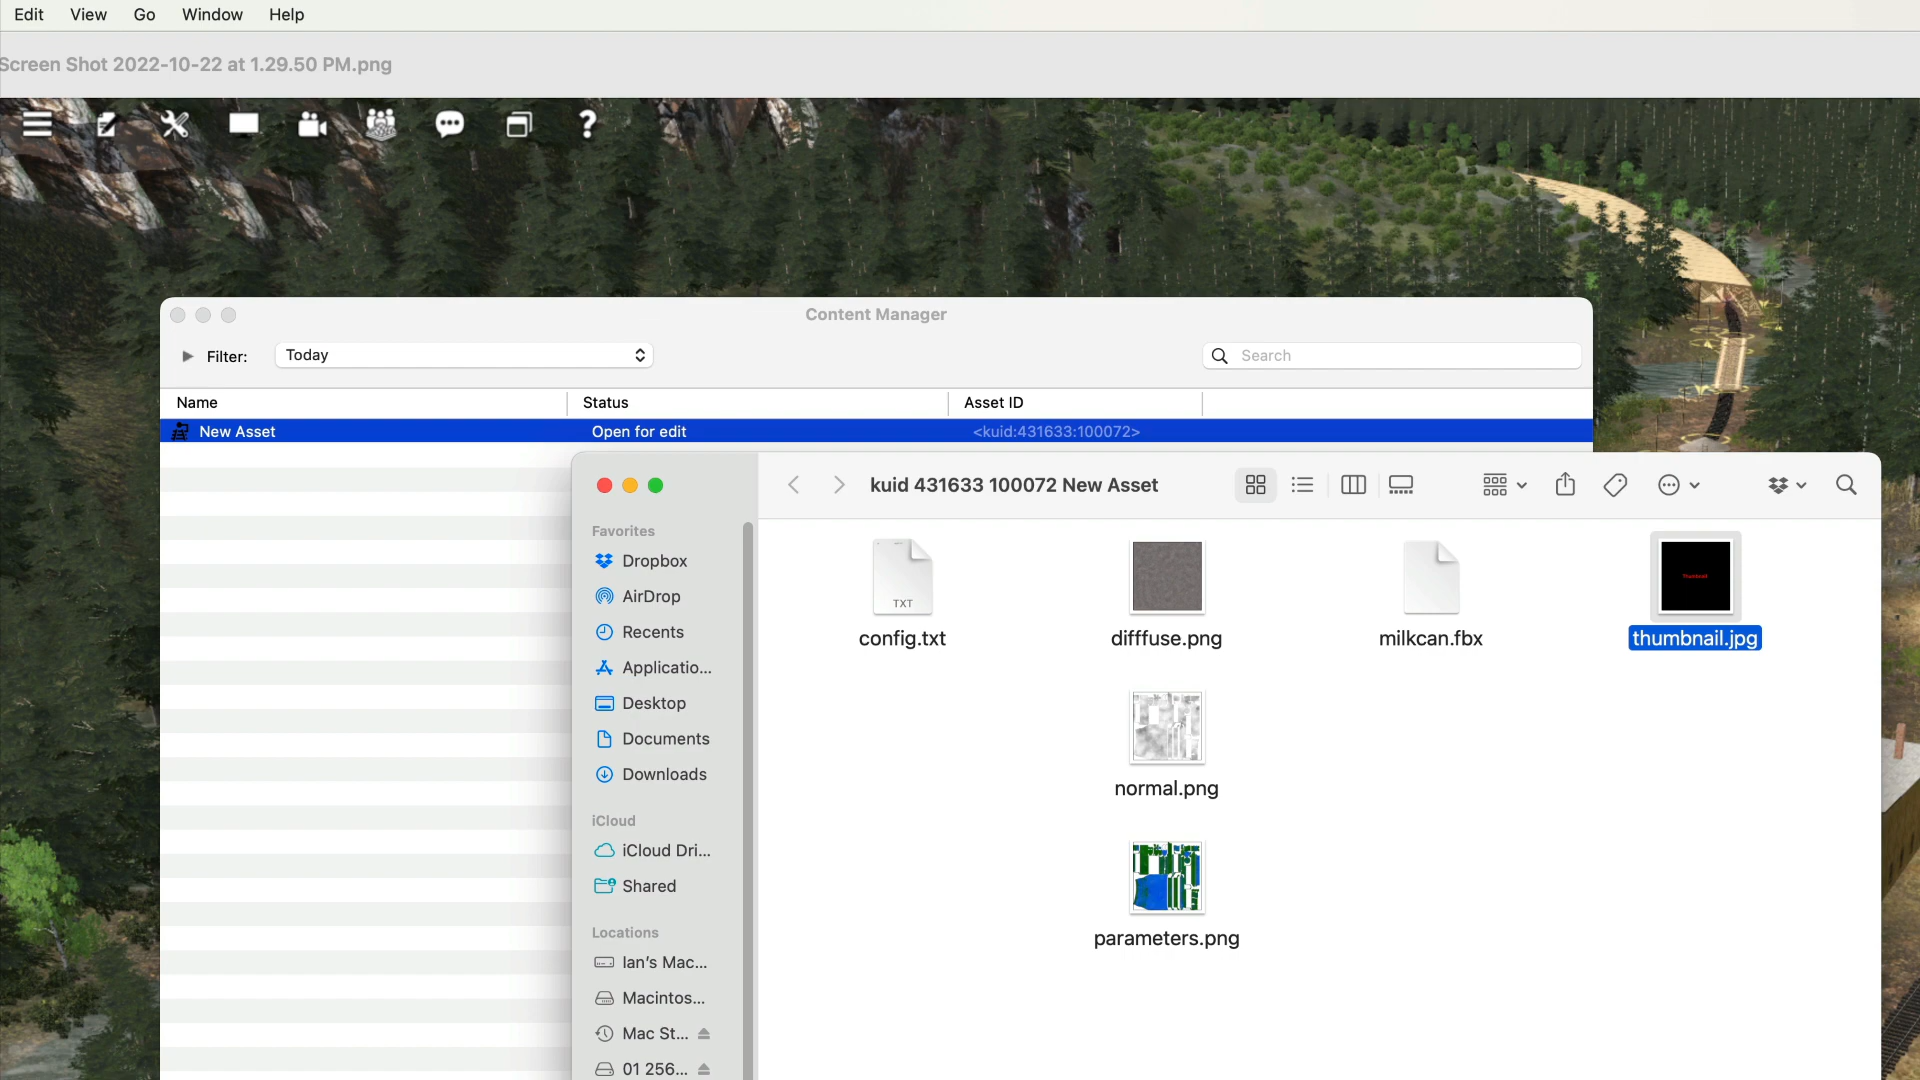 Edit View Go Window Help
Screen Shot 2022-10-22 at 1.29.50 PM.png
Content Manager
Filter: Today
Search
Name Status Asset ID
New Asset Open for edit <kuid:431633:100072>
kuid 431633 100072 New Asset
Favorites
Dropbox
AirDrop
Recents
Applicatio...
Desktop
Documents
Downloads
iCloud
iCloud Dri...
Shared
Locations
Ian's Mac...
Macintos...
Mac St...
01 256...
TXT
config.txt
difffuse.png
milkcan.fbx
Thumbnail
thumbnail.jpg
normal.png
parameters.png